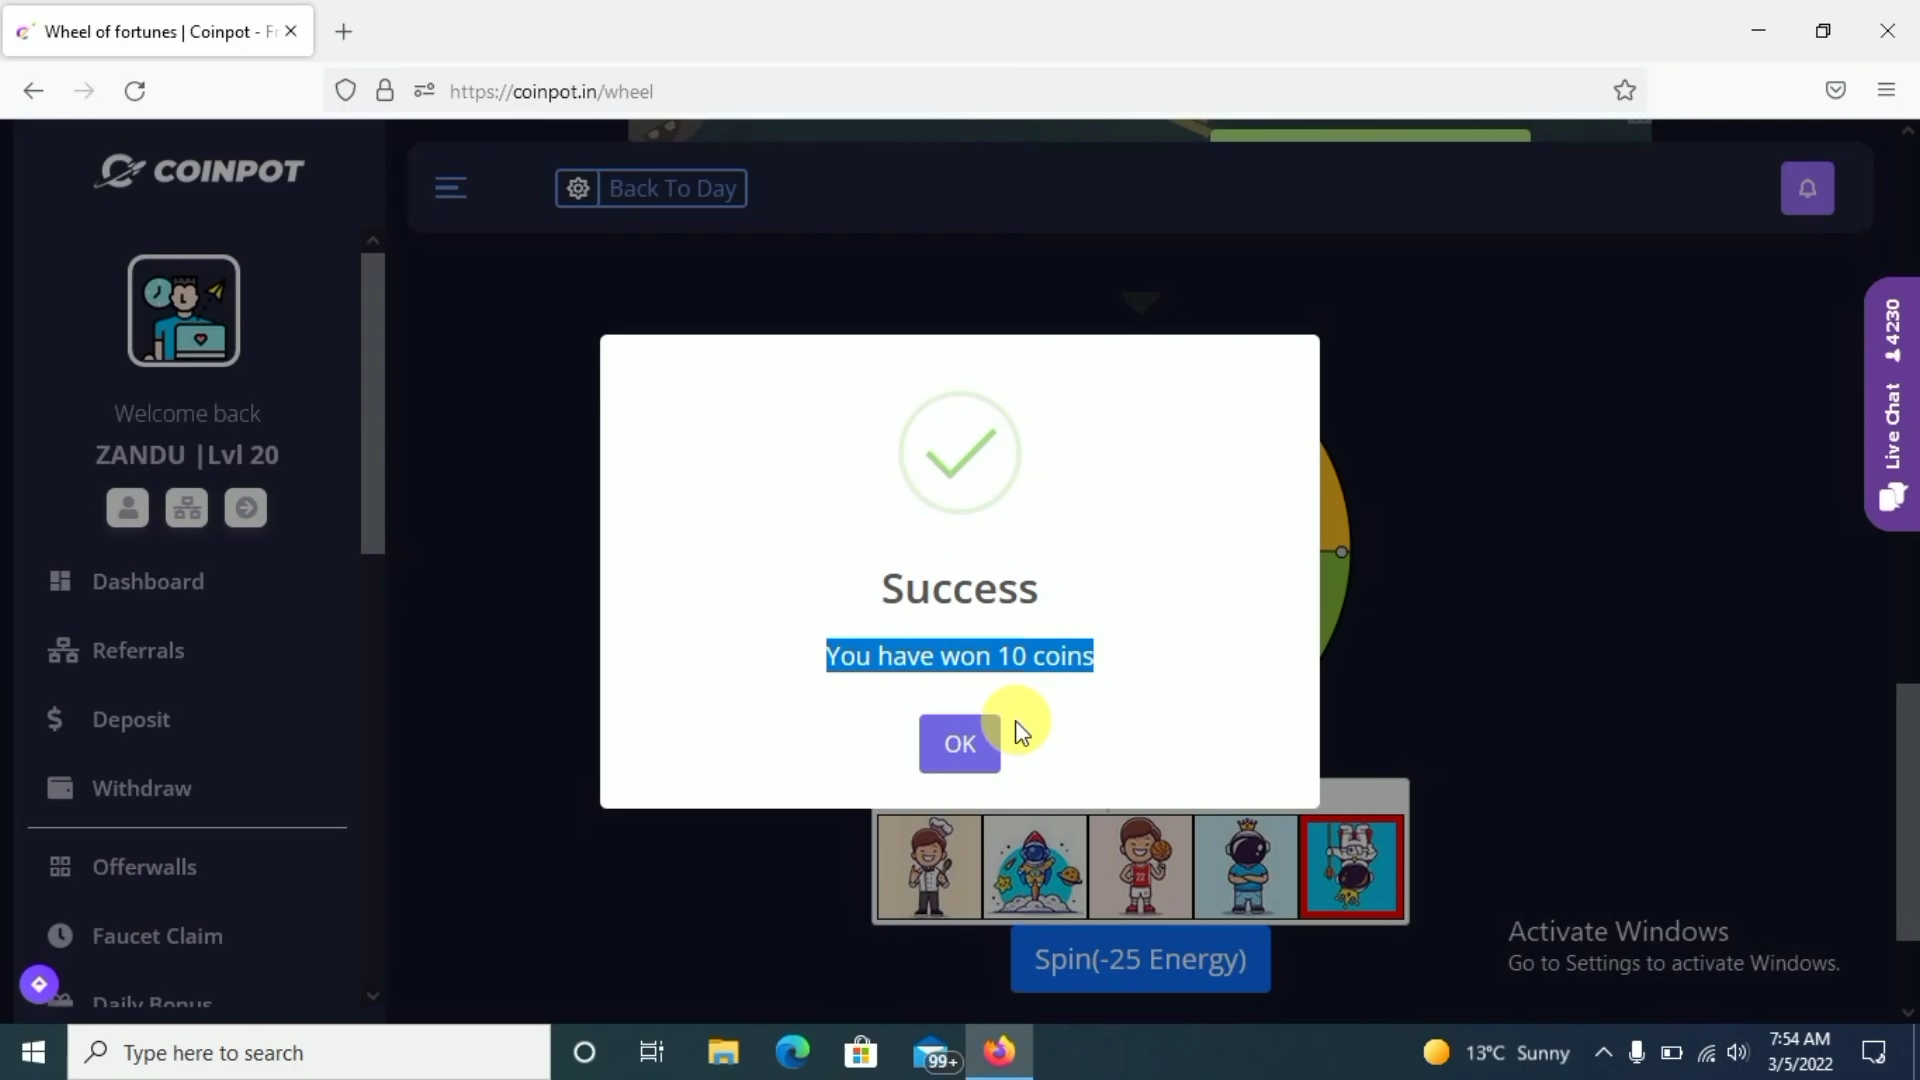 Wheel of fortunes | Coinpot - Fr
https://coinpot.in/wheel
COINPOT
Back To Day
Welcome back
ZANDU |Lvl 20
Dashboard
Referrals
Deposit
Withdraw
Offerwalls
Faucet Claim
Daily Bonus
Success
You have won 10 coins
OK
22
Spin(-25 Energy)
Live Chat 4230
Activate Windows
Go to Settings to activate Windows.
Type here to search
99+
13°C Sunny
7:54 AM
3/5/2022